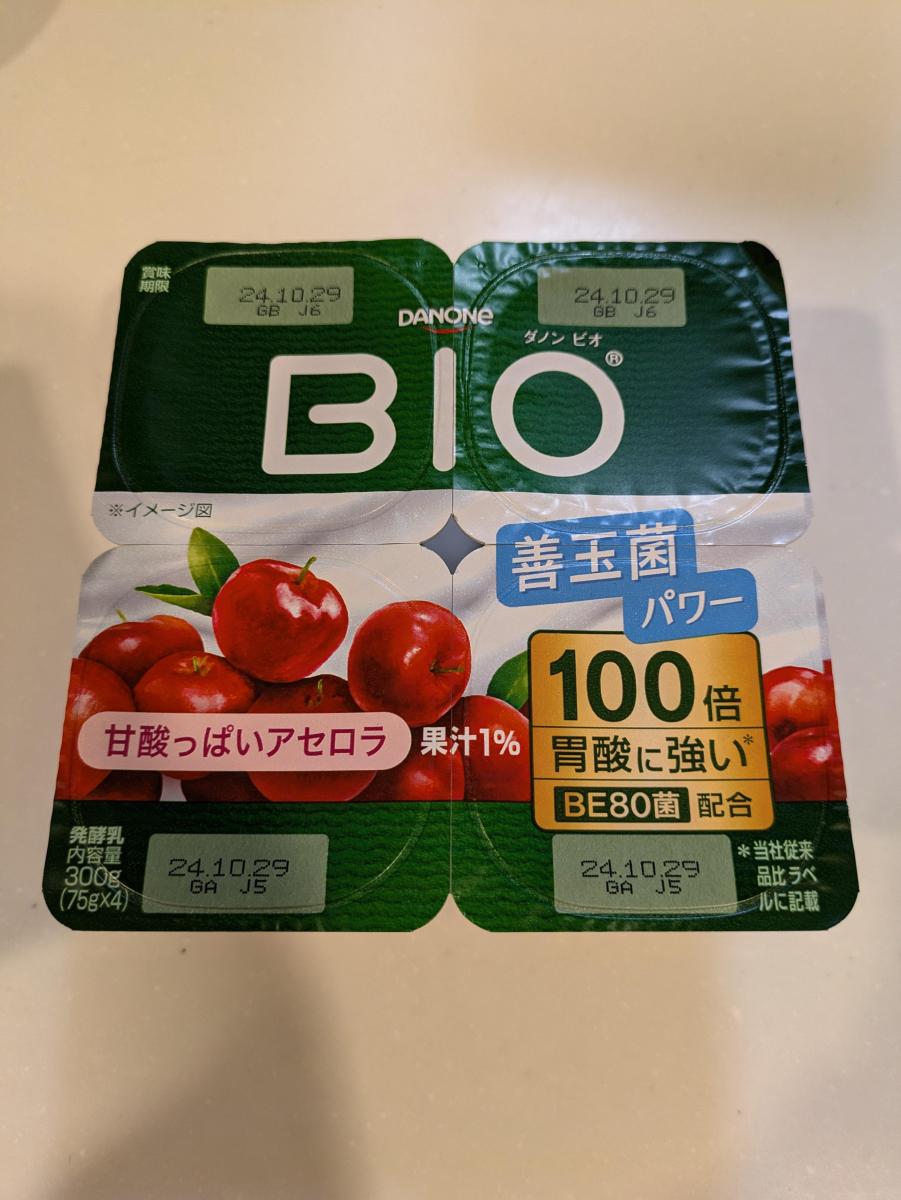 賞味
期限
24.10.29
GB J6
24.10.29
GB J6
DANONE
ダノン ビオ
BIO®
※イメージ図
善玉菌
パワー
100倍
胃酸に強い*
BE80菌 配合
甘酸っぱいアセロラ
果汁1%
発酵乳
内容量
300g
(75g×4)
24.10.29
GA J5
24.10.29
GA J5
*当社従来
品比 ラベ
ルに記載